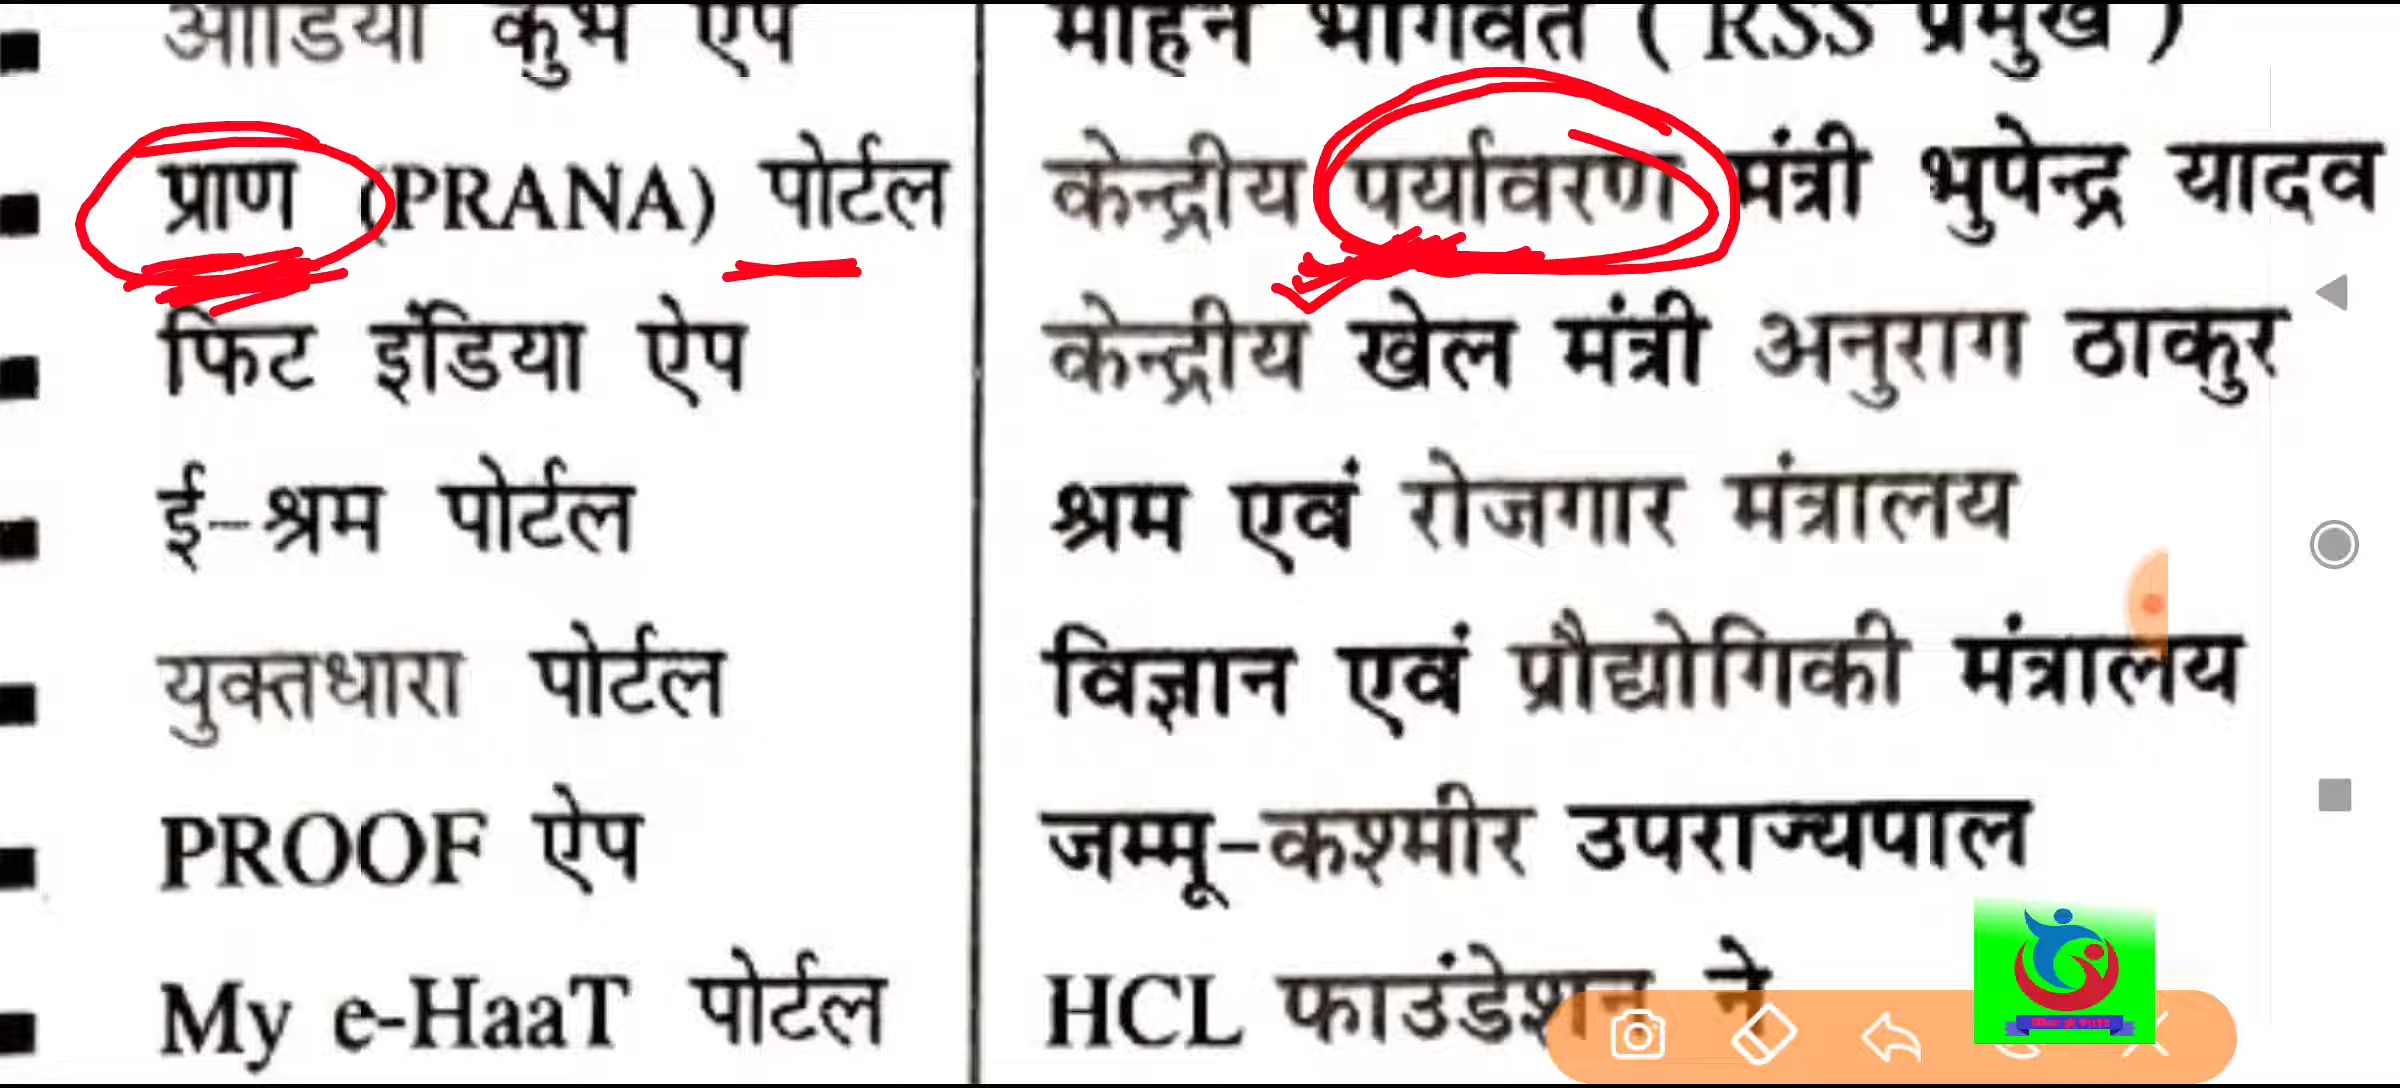 ऑडियो कुंभ ऐप मोहन भागवत ( RSS प्रमुख )
प्राण (PRANA) पोर्टल केन्द्रीय पर्यावरण मंत्री भुपेन्द्र यादव
फिट इंडिया ऐप केन्द्रीय खेल मंत्री अनुराग ठाकुर
ई-श्रम पोर्टल श्रम एवं रोजगार मंत्रालय
युक्तधारा पोर्टल विज्ञान एवं प्रौद्योगिकी मंत्रालय
PROOF ऐप जम्मू-कश्मीर उपराज्यपाल
My e-HaaT पोर्टल HCL फाउंडेशन ने